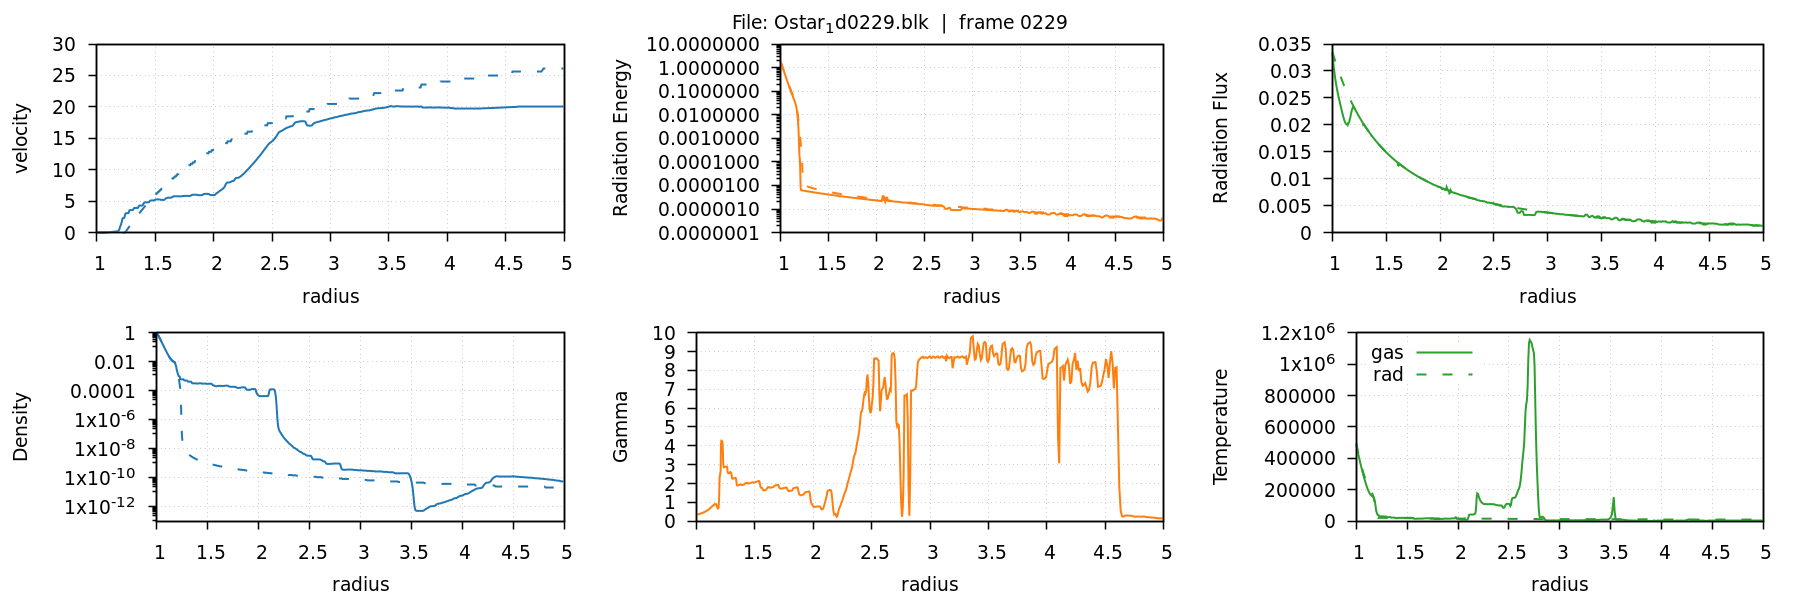 File: Ostar₁d0229.blk | frame 0229
velocity
30
25
20
15
10
5
0
1 1.5 2 2.5 3 3.5 4 4.5 5
radius
Radiation Energy
10.0000000
1.0000000
0.1000000
0.0100000
0.0010000
0.0001000
0.0000100
0.0000010
0.0000001
1 1.5 2 2.5 3 3.5 4 4.5 5
radius
Radiation Flux
0.035
0.03
0.025
0.02
0.015
0.01
0.005
0
1 1.5 2 2.5 3 3.5 4 4.5 5
radius
Density
1
0.01
0.0001
1x10⁻⁶
1x10⁻⁸
1x10⁻¹⁰
1x10⁻¹²
1 1.5 2 2.5 3 3.5 4 4.5 5
radius
Gamma
10
9
8
7
6
5
4
3
2
1
0
1 1.5 2 2.5 3 3.5 4 4.5 5
radius
Temperature
1.2x10⁶
1x10⁶
800000
600000
400000
200000
0
gas
rad
1 1.5 2 2.5 3 3.5 4 4.5 5
radius